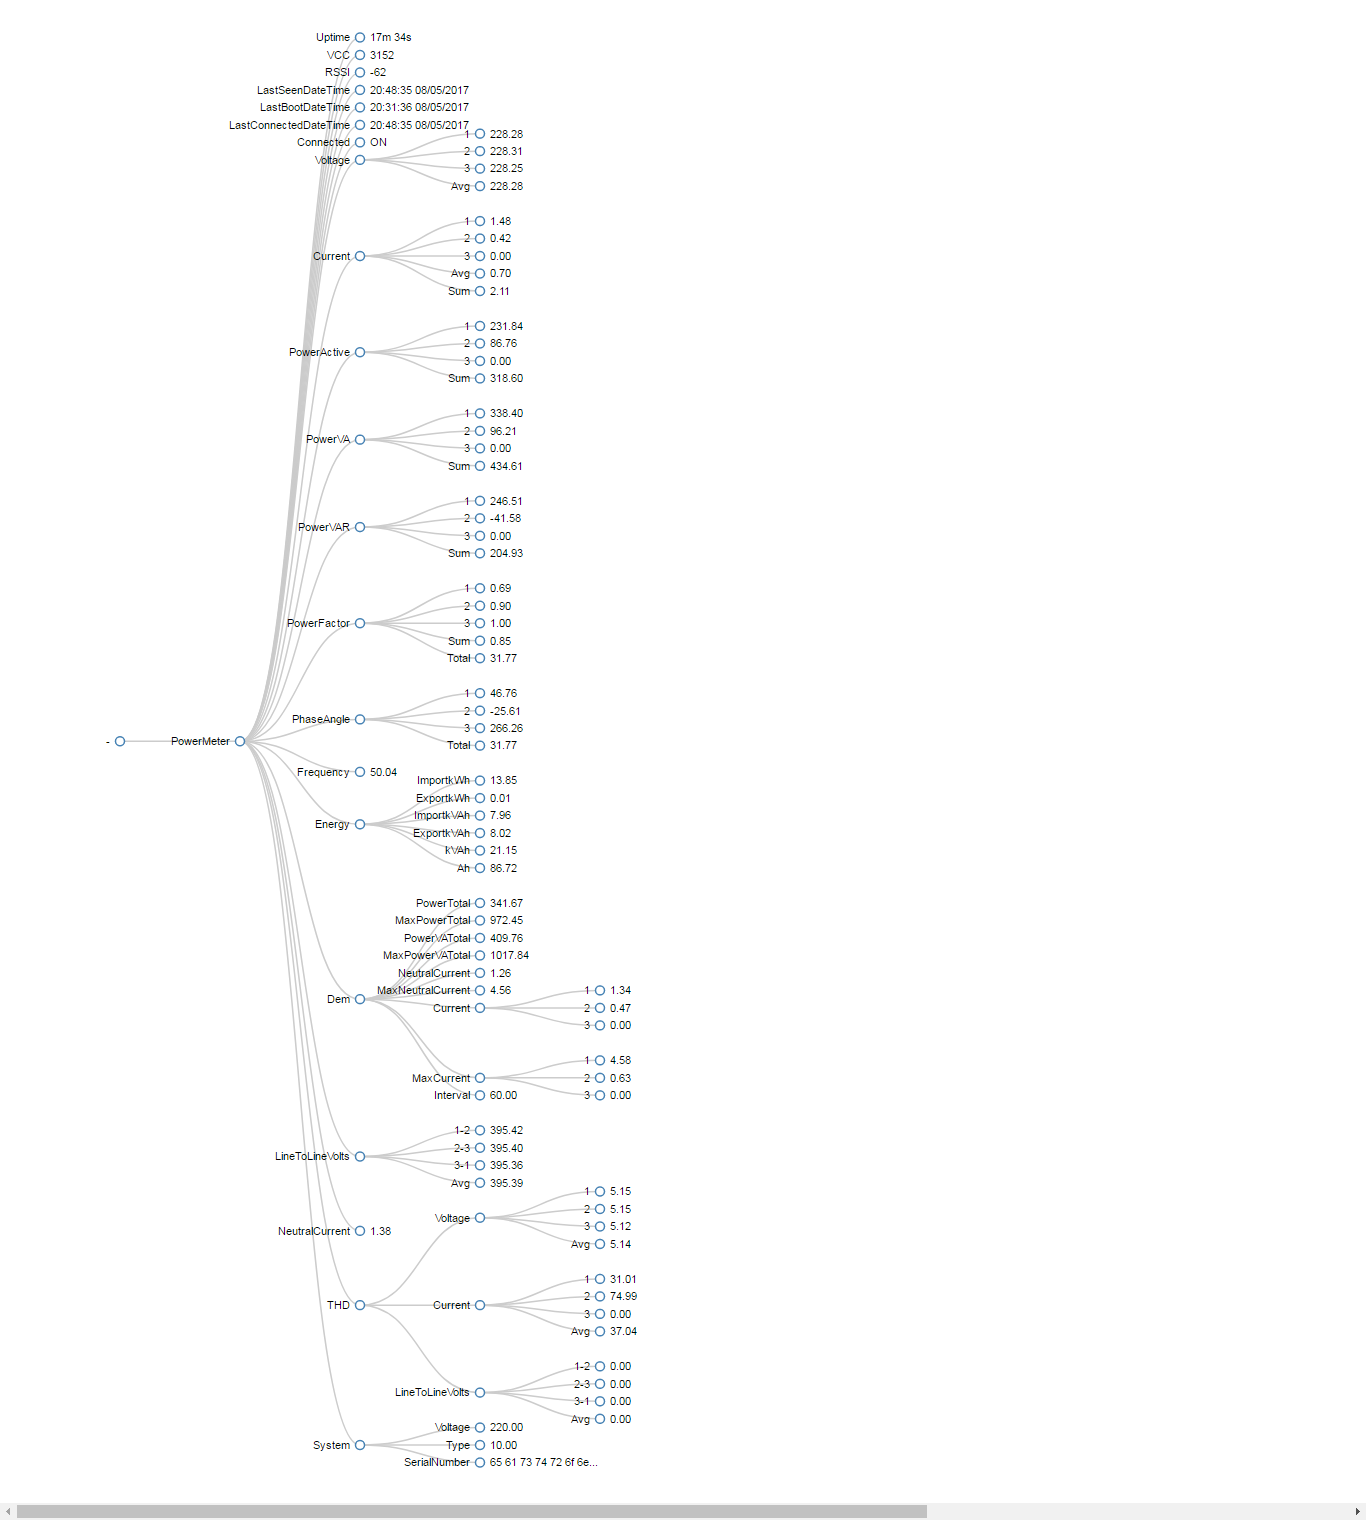 Uptime 17m 34s
VCC 3152
RSSI -62
LastSeenDateTime 20:48:35 08/05/2017
LastBootDateTime 20:31:36 08/05/2017
LastConnectedDateTime 20:48:35 08/05/2017
Connected ON
Voltage
1 228.28
2 228.31
3 228.25
Avg 228.28
Current
1 1.48
2 0.42
3 0.00
Avg 0.70
Sum 2.11
PowerActive
1 231.84
2 86.76
3 0.00
Sum 318.60
PowerVA
1 338.40
2 96.21
3 0.00
Sum 434.61
PowerVAR
1 246.51
2 -41.58
3 0.00
Sum 204.93
PowerFactor
1 0.69
2 0.90
3 1.00
Sum 0.85
Total 31.77
PhaseAngle
1 46.76
2 -25.61
3 266.26
Total 31.77
- PowerMeter
Frequency 50.04
Energy
ImportkWh 13.85
ExportkWh 0.01
ImportkVAh 7.96
ExportkVAh 8.02
kVAh 21.15
Ah 86.72
Dem
PowerTotal 341.67
MaxPowerTotal 972.45
PowerVATotal 409.76
MaxPowerVATotal 1017.84
NeutralCurrent 1.26
MaxNeutralCurrent 4.56
Current
1 1.34
2 0.47
3 0.00
MaxCurrent
1 4.58
2 0.63
3 0.00
Interval 60.00
LineToLineVolts
1-2 395.42
2-3 395.40
3-1 395.36
Avg 395.39
NeutralCurrent 1.38
THD
Voltage
1 5.15
2 5.15
3 5.12
Avg 5.14
Current
1 31.01
2 74.99
3 0.00
Avg 37.04
LineToLineVolts
1-2 0.00
2-3 0.00
3-1 0.00
Avg 0.00
System
Voltage 220.00
Type 10.00
SerialNumber 65 61 73 74 72 6f 6e...